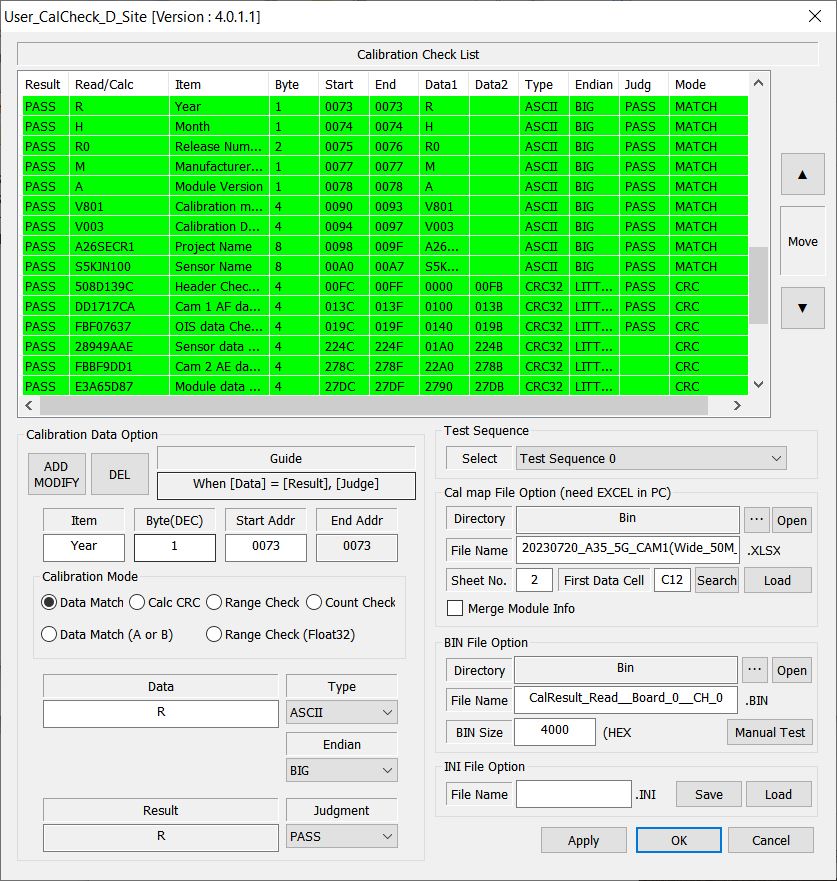 User_CalCheck_D_Site [Version : 4.0.1.1]
Calibration Check List
Result Read/Calc Item Byte Start End Data1 Data2 Type Endian Judg Mode
PASS R Year 1 0073 0073 R ASCII BIG PASS MATCH
PASS H Month 1 0074 0074 H ASCII BIG PASS MATCH
PASS R0 Release Num... 2 0075 0076 R0 ASCII BIG PASS MATCH
PASS M Manufacturer... 1 0077 0077 M ASCII BIG PASS MATCH
PASS A Module Version 1 0078 0078 A ASCII BIG PASS MATCH
PASS V801 Calibration m... 4 0090 0093 V801 ASCII BIG PASS MATCH
PASS V003 Calibration D... 4 0094 0097 V003 ASCII BIG PASS MATCH
PASS A26SECR1 Project Name 8 0098 009F A26... ASCII BIG PASS MATCH
PASS S5KJN100 Sensor Name 8 00A0 00A7 S5K... ASCII BIG PASS MATCH
PASS 508D139C Header Chec... 4 00FC 00FF 0000 00FB CRC32 LITT... PASS CRC
PASS DD1717CA Cam 1 AF da... 4 013C 013F 0100 013B CRC32 LITT... PASS CRC
PASS FBF07637 OIS data Che... 4 019C 019F 0140 019B CRC32 LITT... PASS CRC
PASS 28949AAE Sensor data ... 4 224C 224F 01A0 224B CRC32 LITT... CRC
PASS FBBF9DD1 Cam 2 AE da... 4 278C 278F 22A0 278B CRC32 LITT... CRC
PASS E3A65D87 Module data ... 4 27DC 27DF 2790 27DB CRC32 LITT... CRC
▲
Move
▼
Calibration Data Option
ADD
MODIFY
DEL
Guide
When [Data] = [Result], [Judge]
Item Byte(DEC) Start Addr End Addr
Year 1 0073 0073
Calibration Mode
Data Match Calc CRC Range Check Count Check
Data Match (A or B) Range Check (Float32)
Data Type
R ASCII
Endian
BIG
Result Judgment
R PASS
Test Sequence
Select Test Sequence 0
Cal map File Option (need EXCEL in PC)
Directory Bin ... Open
File Name 20230720_A35_5G_CAM1(Wide_50M_ .XLSX
Sheet No. 2 First Data Cell C12 Search Load
Merge Module Info
BIN File Option
Directory Bin ... Open
File Name CalResult_Read__Board_0__CH_0 .BIN
BIN Size 4000 (HEX Manual Test
INI File Option
File Name .INI Save Load
Apply OK Cancel